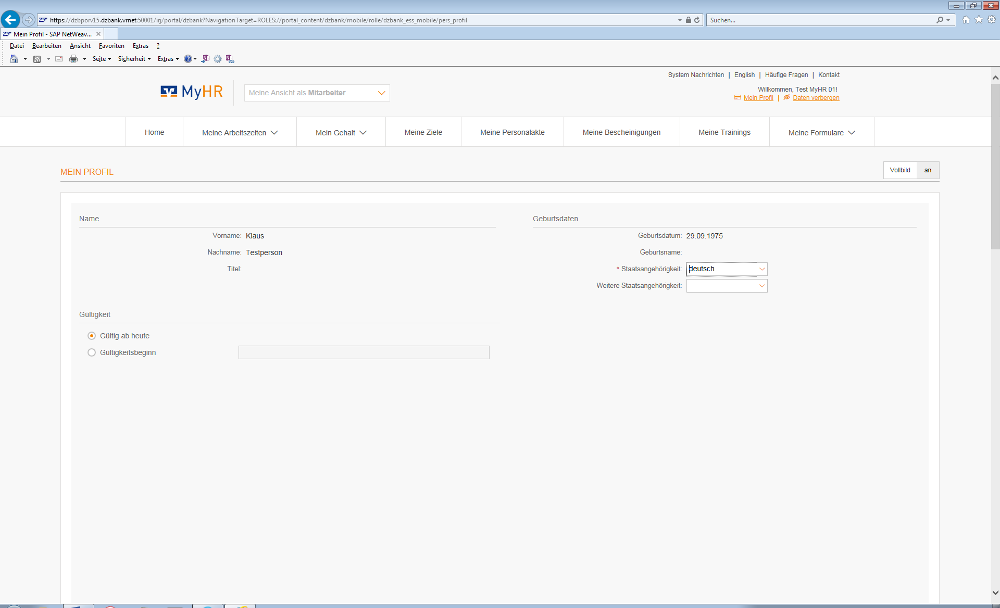 https://dzbporv15.dzbank.vrnet:50001/irj/portal/dzbank?NavigationTarget=ROLES://portal_content/dzbank/mobile/rolle/dzbank_ess_mobile/pers_profil
Suchen...
Mein Profil - SAP NetWeav...
Datei Bearbeiten Ansicht Favoriten Extras ?
Seite Sicherheit Extras
System Nachrichten | English | Häufige Fragen | Kontakt
MyHR
Meine Ansicht als Mitarbeiter
Willkommen, Test MyHR 01!
Mein Profil | Daten verbergen
Home Meine Arbeitszeiten Mein Gehalt Meine Ziele Meine Personalakte Meine Bescheinigungen Meine Trainings Meine Formulare
MEIN PROFIL
Vollbild an
Name
Vorname: Klaus
Nachname: Testperson
Titel:
Geburtsdaten
Geburtsdatum: 29.09.1975
Geburtsname:
* Staatsangehörigkeit: deutsch
Weitere Staatsangehörigkeit:
Gültigkeit
Gültig ab heute
Gültigkeitsbeginn